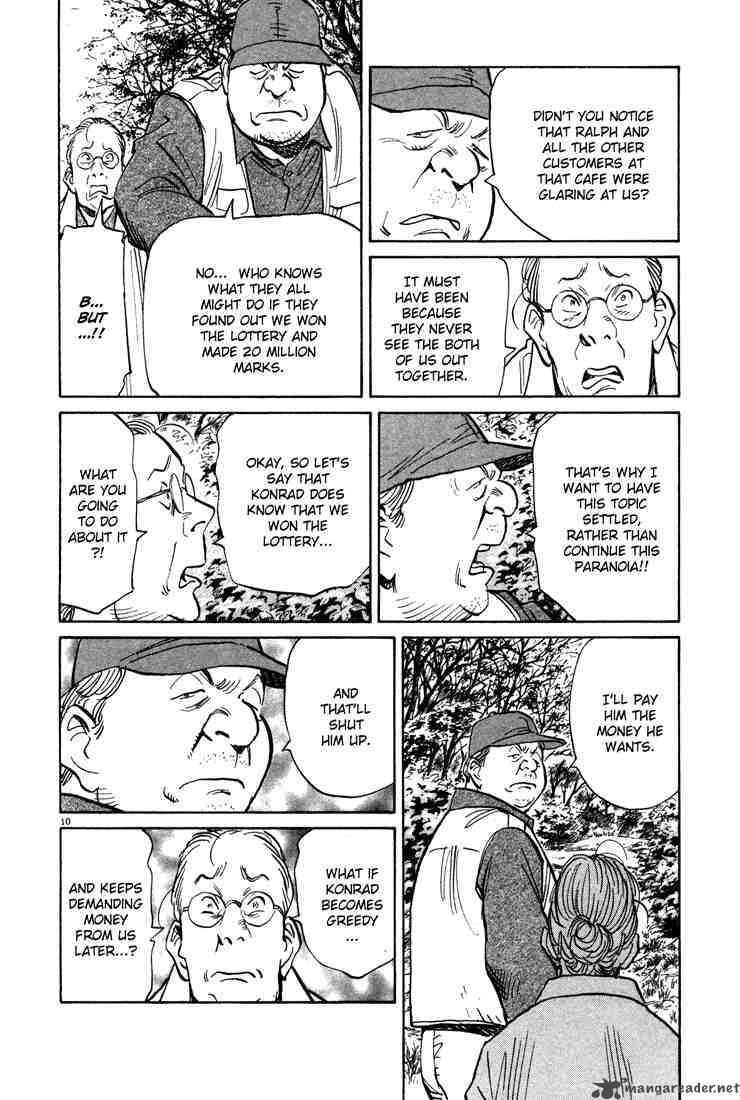 DIDN'T YOU NOTICE
THAT RALPH AND
ALL THE OTHER
CUSTOMERS AT
THAT CAFE WERE
GLARING AT US?
IT MUST
HAVE BEEN
BECAUSE
THEY NEVER
SEE THE BOTH
OF US OUT
TOGETHER.
NO... WHO KNOWS
WHAT THEY ALL
MIGHT DO IF THEY
FOUND OUT WE WON
THE LOTTERY AND
MADE 20 MILLION
MARKS.
B...
BUT
...!!
THAT'S WHY I
WANT TO HAVE
THIS TOPIC
SETTLED,
RATHER THAN
CONTINUE THIS
PARANOIA!!
OKAY, SO LET'S
SAY THAT
KONRAD DOES
KNOW THAT WE
WON THE
LOTTERY...
WHAT
ARE YOU
GOING
TO DO
ABOUT IT
?!
I'LL PAY
HIM THE
MONEY HE
WANTS.
AND
THAT'LL
SHUT
HIM UP.
10
WHAT IF
KONRAD
BECOMES
GREEDY
...
AND KEEPS
DEMANDING
MONEY
FROM US
LATER...?
mangareader.net